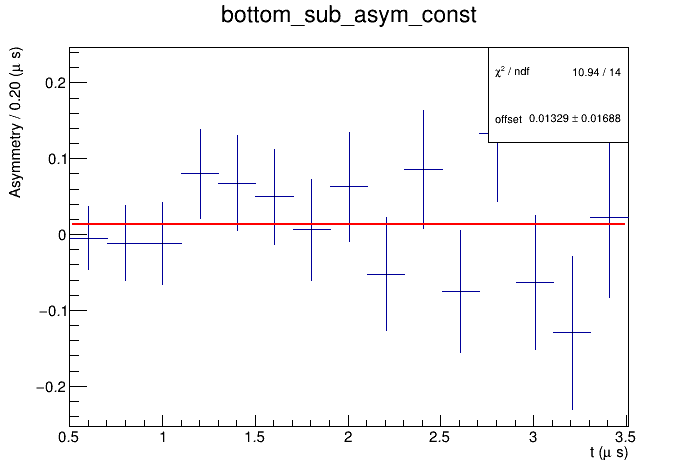 bottom_sub_asym_const
Asymmetry / 0.20 (μ s)
χ² / ndf 10.94 / 14
offset 0.01329 ± 0.01688
0.2
0.1
0
−0.1
−0.2
0.5 1 1.5 2 2.5 3 3.5
t (μ s)